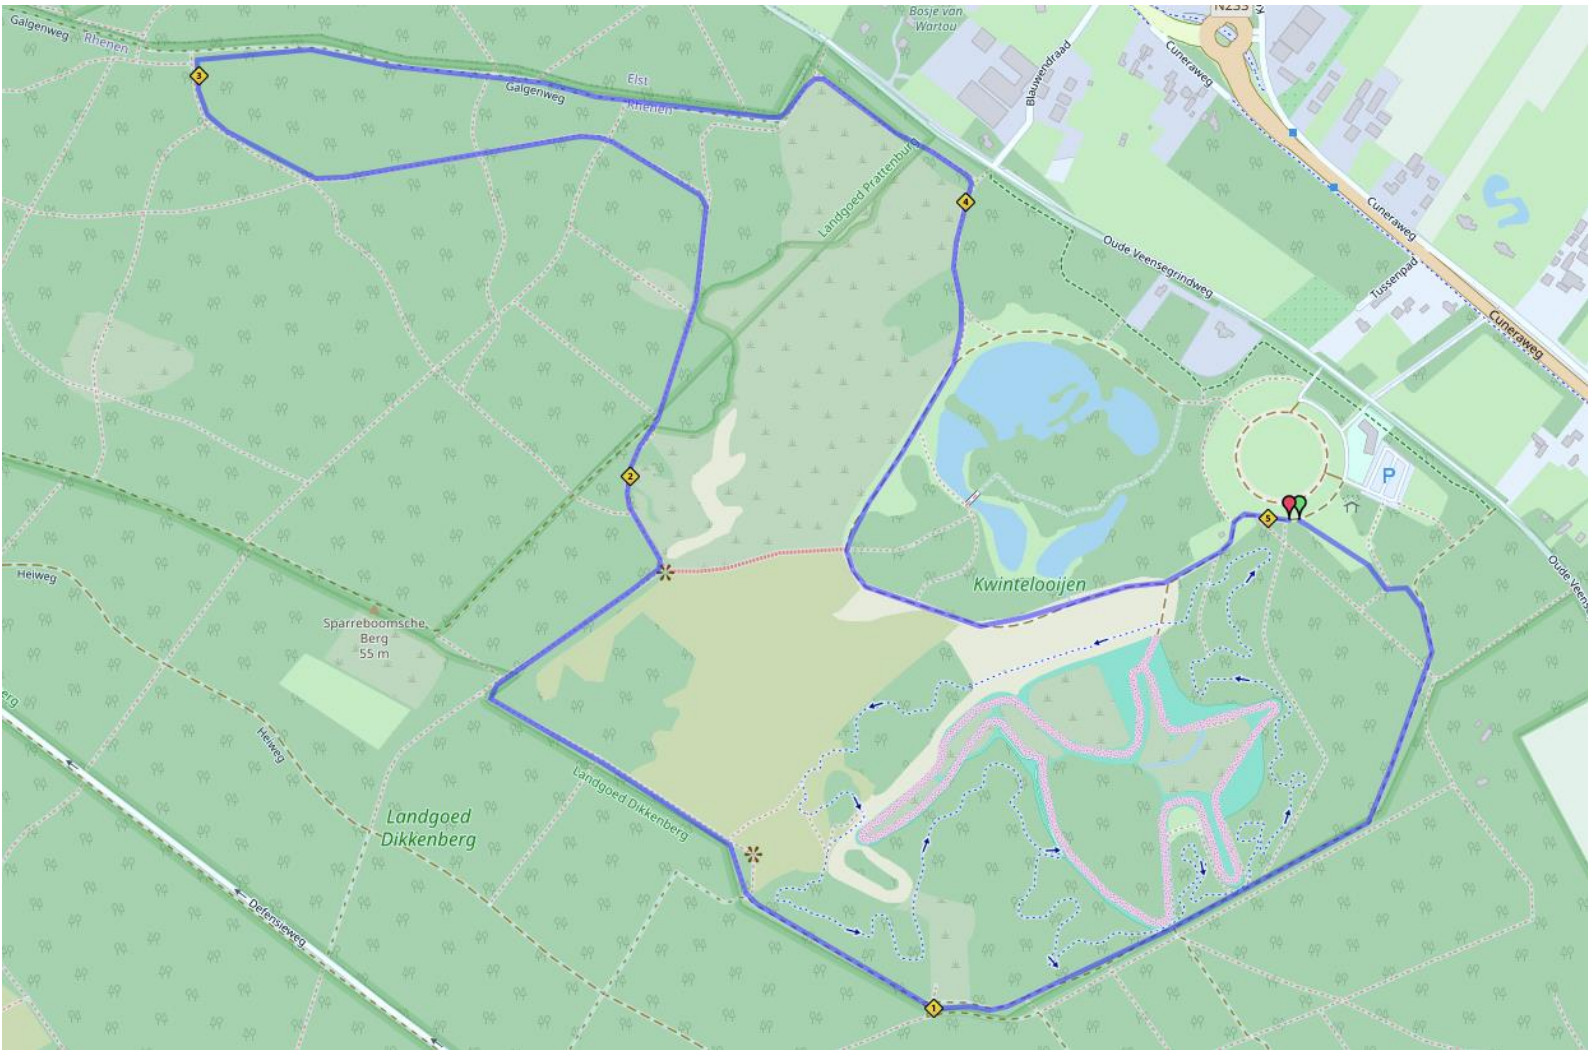 Galgenweg
Rhenen
Bosje van
Wartou
N233
Cuneraweg
Blauwendraad
3
Elst
Galgenweg
Rhenen
Landgoed Prattenburg
4
Cuneraweg
Oude Veensegrindweg
Tussenpad
Cuneraweg
2
P
5
Heiweg
Kwintelooijen
Oude Veens
Sparreboomsche
Berg
55 m
erg
Heiweg
Landgoed Dikkenberg
Landgoed
Dikkenberg
Defensieweg
1